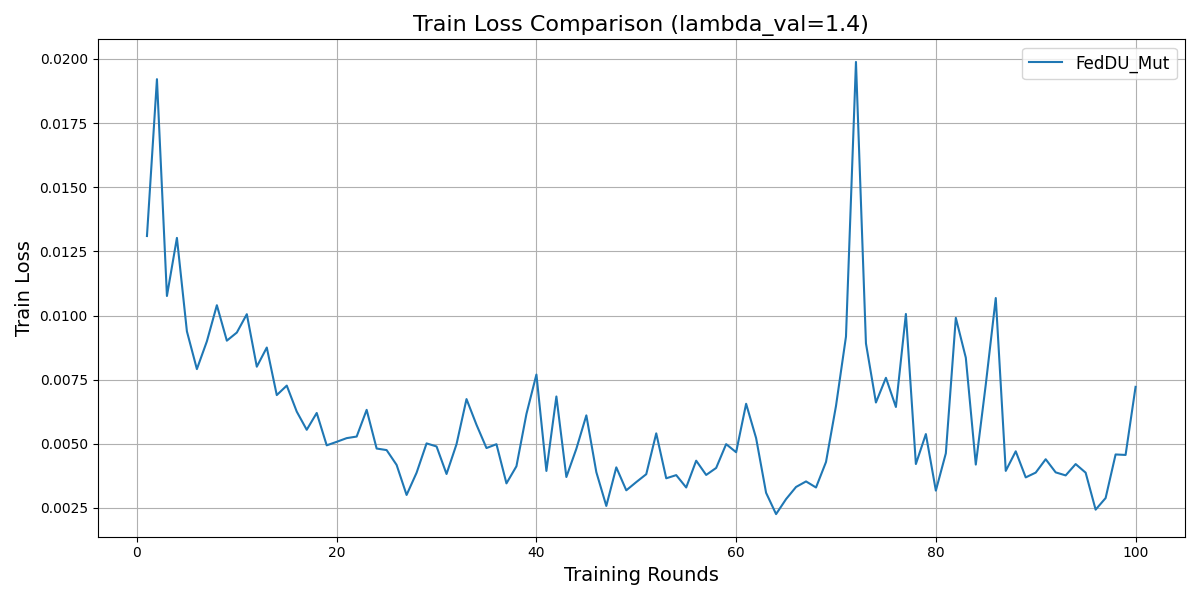 Train Loss Comparison (lambda_val=1.4)
FedDU_Mut
Train Loss
0.0200
0.0175
0.0150
0.0125
0.0100
0.0075
0.0050
0.0025
0 20 40 60 80 100
Training Rounds